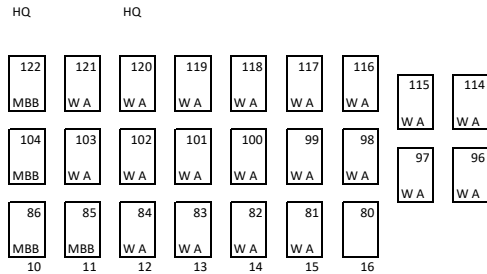 HQ HQ
122 121 120 119 118 117 116
115 114
MBB W A W A W A W A W A W A
W A W A
104 103 102 101 100 99 98
97 96
MBB W A W A W A W A W A W A
W A W A
86 85 84 83 82 81 80
MBB MBB W A W A W A W A
10 11 12 13 14 15 16